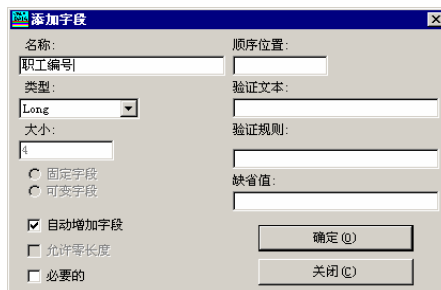 添加字段
名称:
职工编号
类型:
Long
大小:
4
固定字段
可变字段
自动增加字段
允许零长度
必要的
顺序位置:
验证文本:
验证规则:
缺省值:
确定(O)
关闭(C)